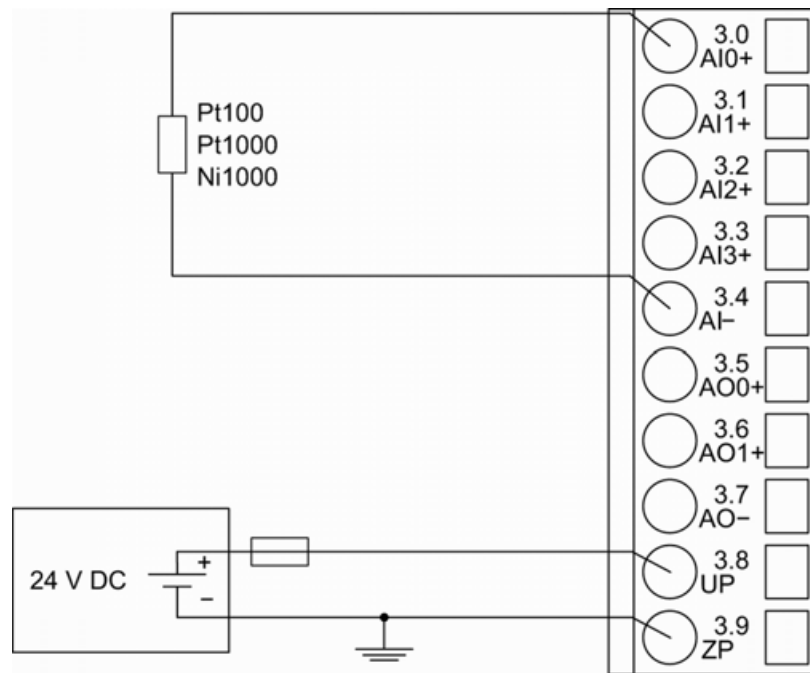 Pt100
Pt1000
Ni1000
3.0
AI0+
3.1
AI1+
3.2
AI2+
3.3
AI3+
3.4
AI−
3.5
AO0+
3.6
AO1+
3.7
AO−
24 V DC
+
−
3.8
UP
3.9
ZP